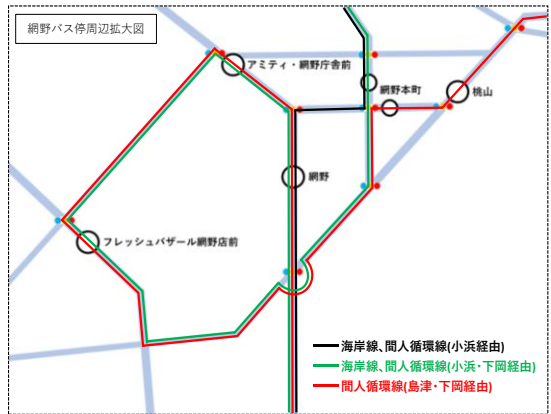 網野バス停周辺拡大図
アミティ・網野庁舎前
網野本町
桃山
網野
フレッシュバザール網野店前
海岸線、間人循環線(小浜経由)
海岸線、間人循環線(小浜・下岡経由)
間人循環線(島津・下岡経由)